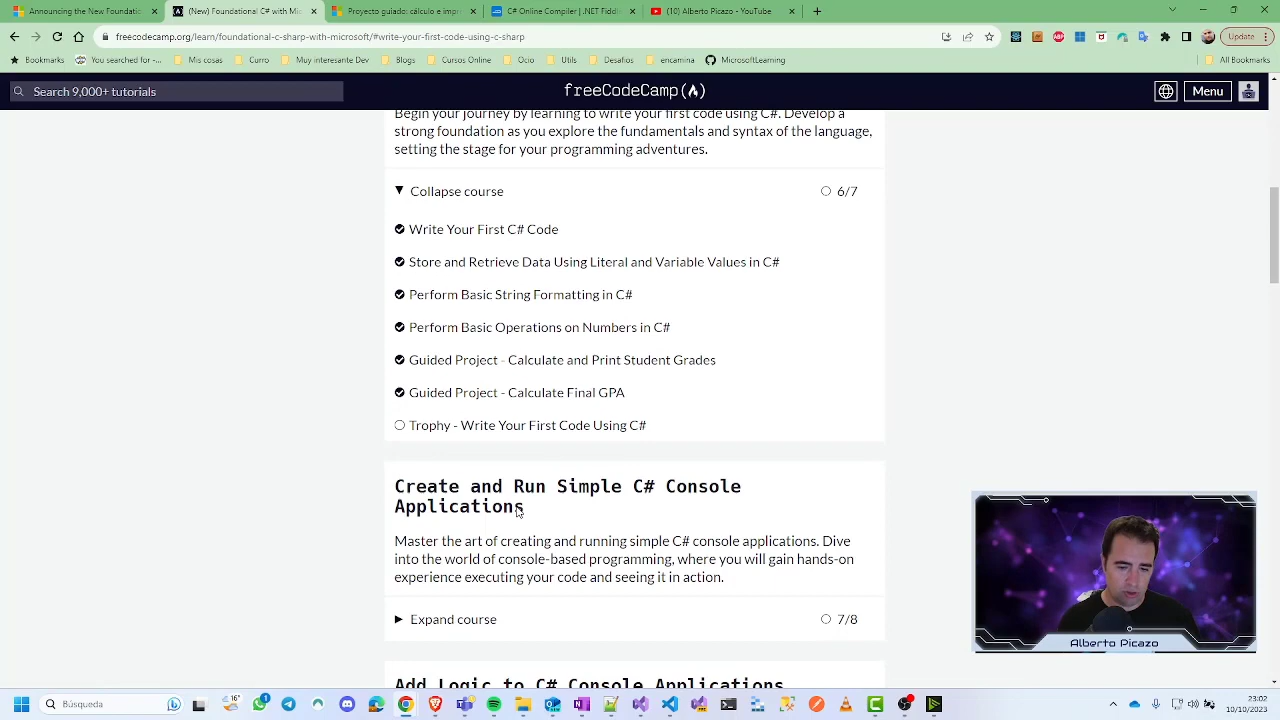 Announcing the New Foundatic
(New) Foundational C# with Mic
Proyecto guiado: cálculo e impr
C# Online Compiler | .NET Fiddl
(10) Alberto Picazo - YouTube
freecodecamp.org/learn/foundational-c-sharp-with-microsoft/#write-your-first-code-using-c-sharp
Update
Bookmarks
You searched for -...
Mis cosas
Curro
Muy interesante Dev
Blogs
Cursos Online
Ocio
Utils
Desafios
encamina
MicrosoftLearning
All Bookmarks
Search 9,000+ tutorials
freeCodeCamp
Menu
Begin your journey by learning to write your first code using C#. Develop a
strong foundation as you explore the fundamentals and syntax of the language,
setting the stage for your programming adventures.
Collapse course
6/7
Write Your First C# Code
Store and Retrieve Data Using Literal and Variable Values in C#
Perform Basic String Formatting in C#
Perform Basic Operations on Numbers in C#
Guided Project - Calculate and Print Student Grades
Guided Project - Calculate Final GPA
Trophy - Write Your First Code Using C#
Create and Run Simple C# Console
Applications
Master the art of creating and running simple C# console applications. Dive
into the world of console-based programming, where you will gain hands-on
experience executing your code and seeing it in action.
Expand course
7/8
Add Logic to C# Console Applications
Alberto Picazo
Búsqueda
16°
23:02
10/10/2023